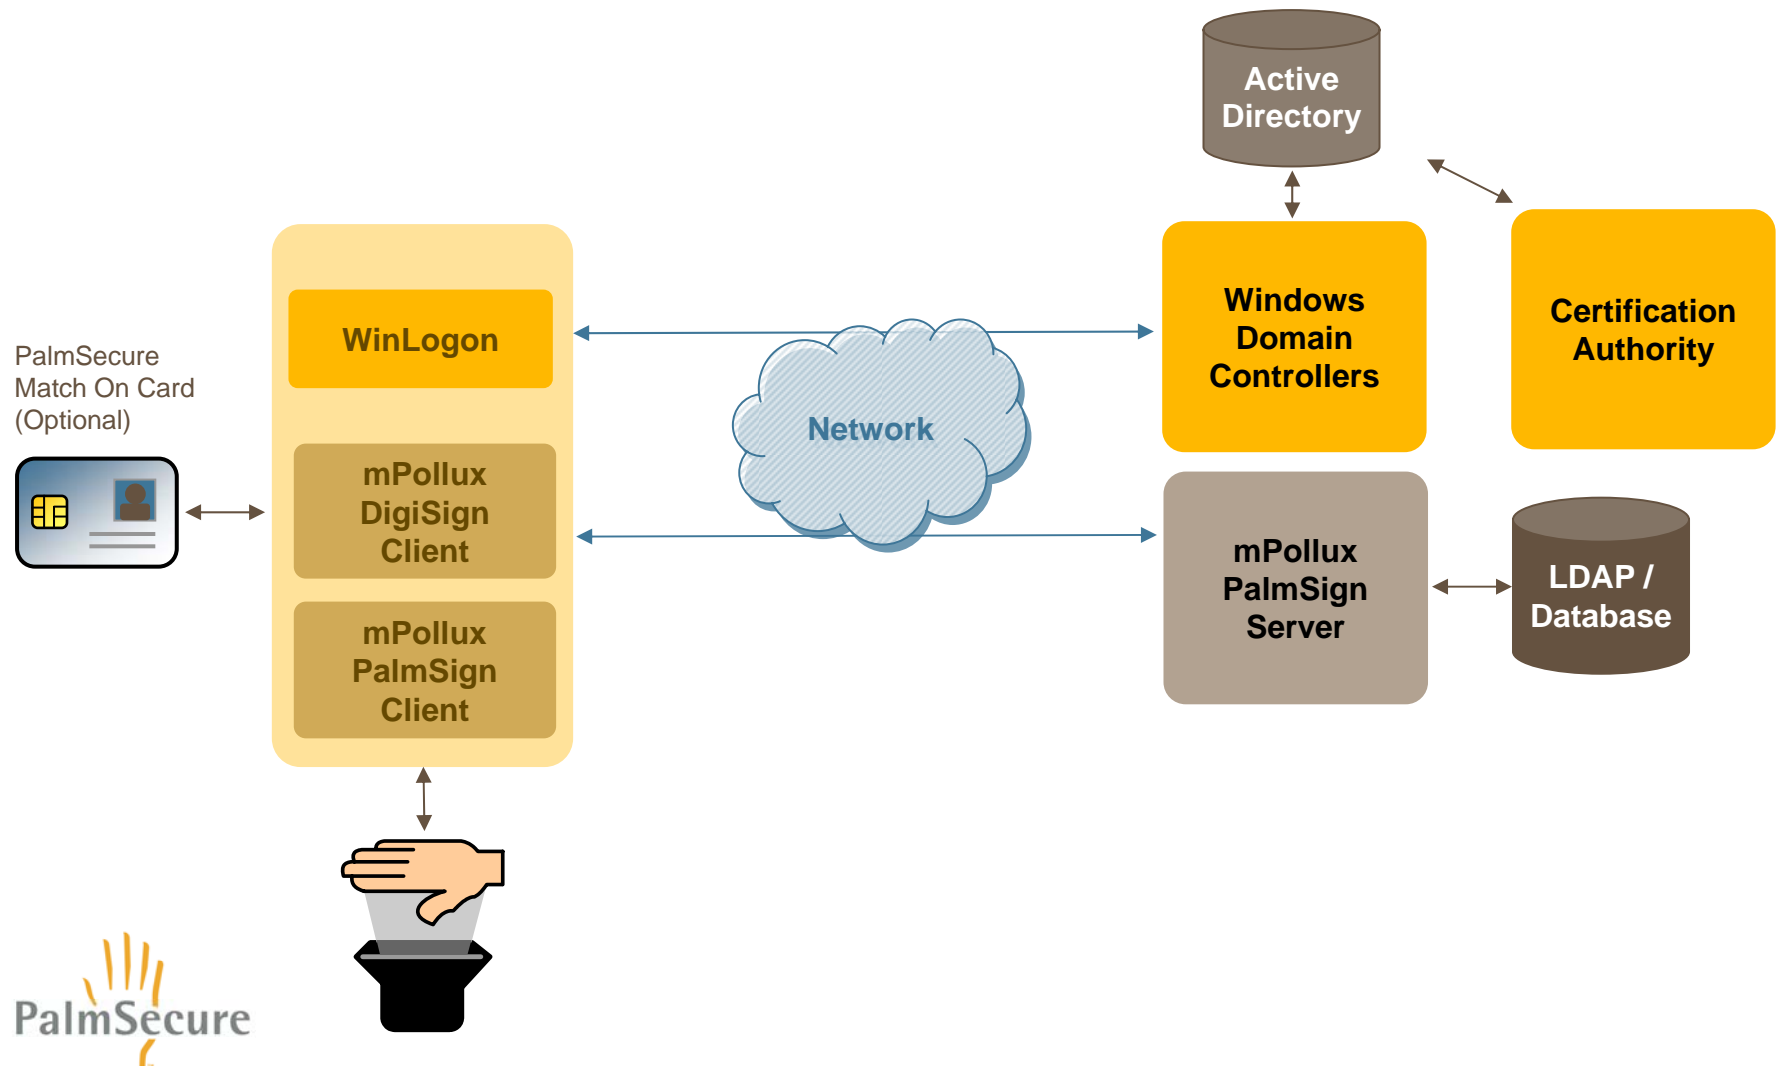 Active
Directory
Windows
Domain
Controllers
Certification
Authority
WinLogon
PalmSecure
Match On Card
(Optional)
Network
mPollux
DigiSign
Client
mPollux
PalmSign
Server
LDAP /
Database
mPollux
PalmSign
Client
PalmSecure